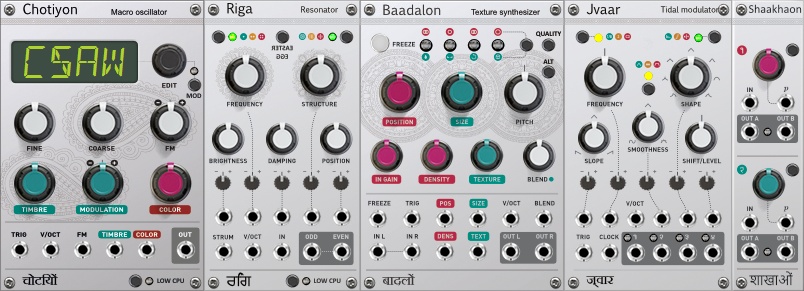 Chotiyon
Macro oscillator
CSAW
EDIT
MOD
FINE
COARSE
FM
TIMBRE
MODULATION
COLOR
TRIG
V/OCT
FM
TIMBRE
COLOR
OUT
चोटियों
LOW CPU
Riga
Resonator
FREQUENCY
STRUCTURE
BRIGHTNESS
DAMPING
POSITION
STRUM
V/OCT
IN
ODD
EVEN
LOW CPU
Baadalon
Texture synthesizer
FREEZE
QUALITY
ALT
POSITION
SIZE
PITCH
IN GAIN
DENSITY
TEXTURE
BLEND
FREEZE
TRIG
POS
SIZE
V/OCT
BLEND
IN L
IN R
DENS
TEXT
OUT L
OUT R
बादलों
Jvaar
Tidal modulator
FREQUENCY
SHAPE
SLOPE
SMOOTHNESS
SHIFT/LEVEL
V/OCT
TRIG
CLOCK
ज्वार
Shaakhaon
1
IN
p
OUT A
OUT B
2
IN
p
OUT A
OUT B
शाखाओं